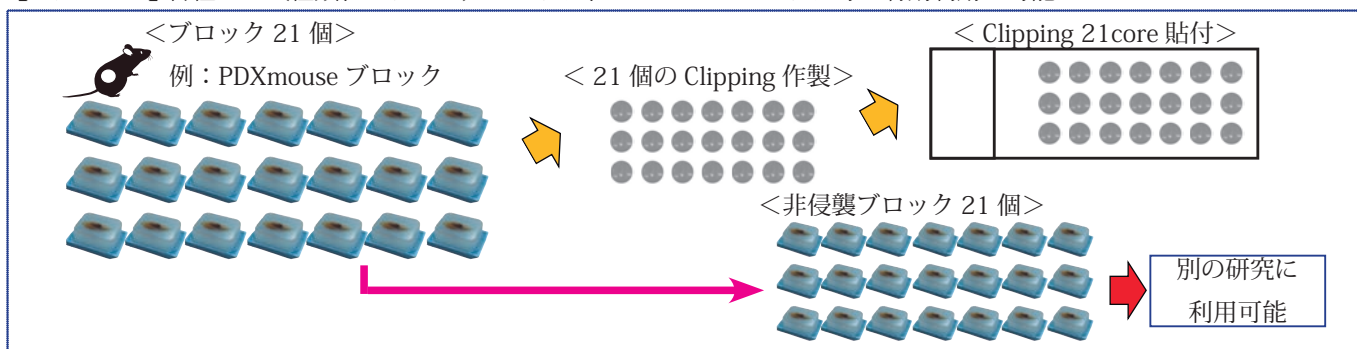 ＜ブロック 21 個＞
例：PDXmouse ブロック
＜ 21 個の Clipping 作製＞
＜ Clipping 21core 貼付＞
＜非侵襲ブロック 21 個＞
別の研究に
利用可能